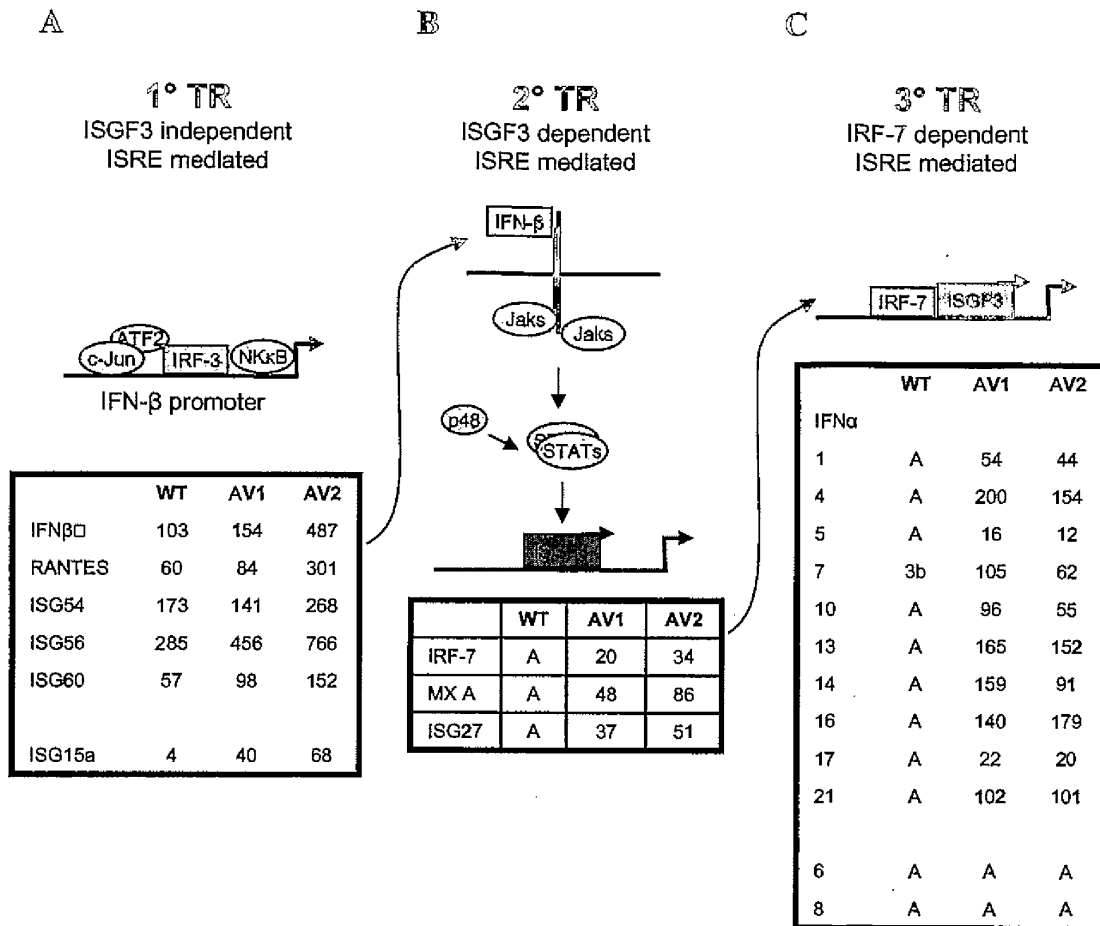 A
1° TR
ISGF3 independent
ISRE mediated
ATF2
c-Jun
IRF-3
NKκB
IFN-β promoter
WT AV1 AV2
IFNβ□ 103 154 487
RANTES 60 84 301
ISG54 173 141 268
ISG56 285 456 766
ISG60 57 98 152
ISG15a 4 40 68
B
2° TR
ISGF3 dependent
ISRE mediated
IFN-β
Jaks
Jaks
p48
STATs
WT AV1 AV2
IRF-7 A 20 34
MX A A 48 86
ISG27 A 37 51
C
3° TR
IRF-7 dependent
ISRE mediated
IRF-7
ISGF3
WT AV1 AV2
IFNα
1 A 54 44
4 A 200 154
5 A 16 12
7 3b 105 62
10 A 96 55
13 A 165 152
14 A 159 91
16 A 140 179
17 A 22 20
21 A 102 101
6 A A A
8 A A A